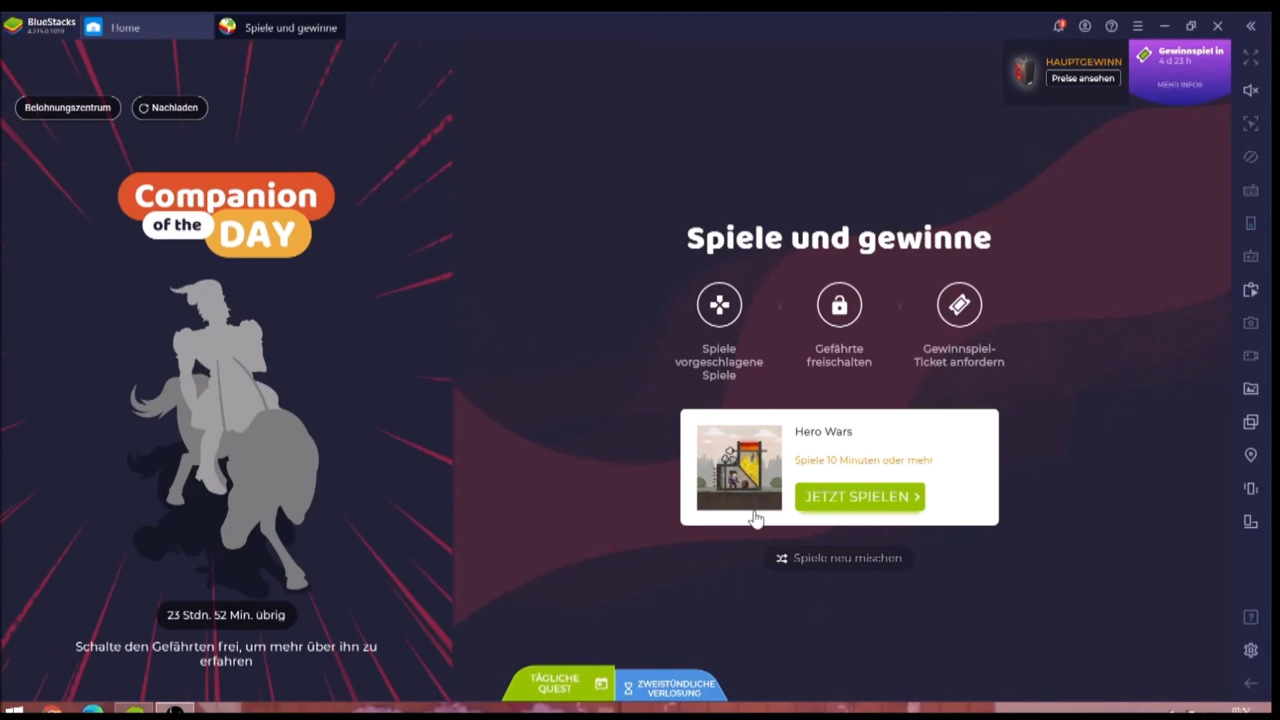 BlueStacks
Home
Spiele und gewinne
HAUPTGEWINN
Preise ansehen
Gewinnspiel in
4 d 23 h
MEHR INFOS
Belohnungszentrum
Nachladen
Companion
of the
DAY
Spiele und gewinne
Spiele
vorgeschlagene
Spiele
Gefährte
freischalten
Gewinnspiel-
Ticket anfordern
Hero Wars
Spiele 10 Minuten oder mehr
JETZT SPIELEN
Spiele neu mischen
23 Stdn. 52 Min. übrig
Schalte den Gefährten frei, um mehr über ihn zu
erfahren
TÄGLICHE
QUEST
ZWEISTÜNDLICHE
VERLOSUNG